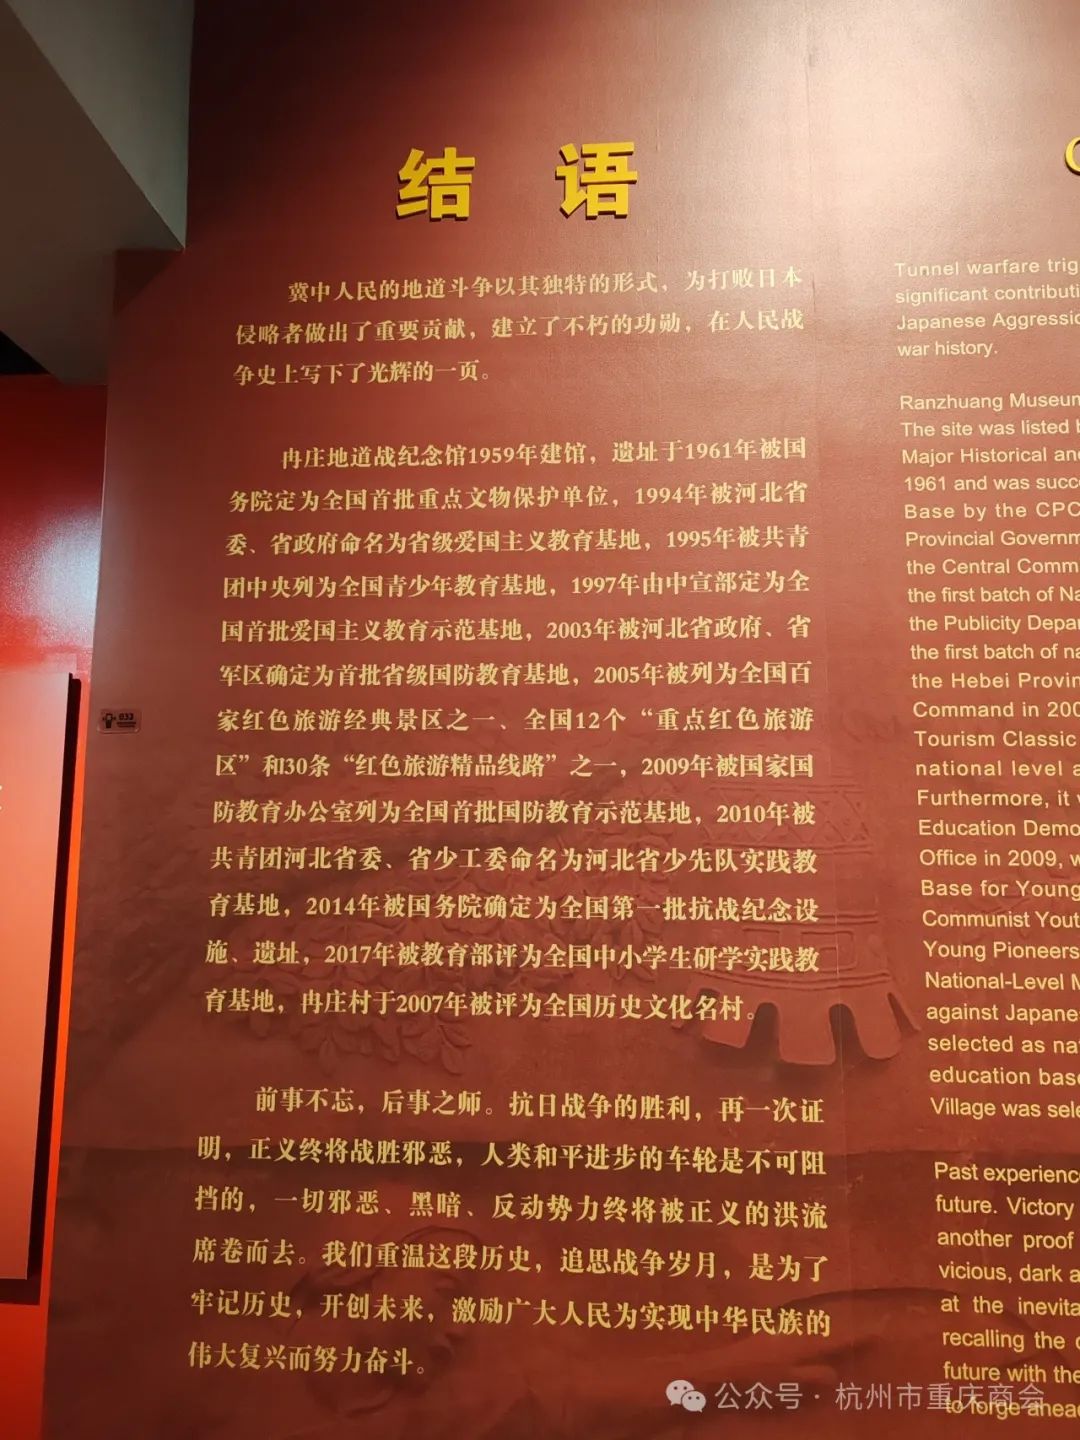 结 语
冀中人民的地道斗争以其独特的形式，为打败日本
侵略者做出了重要贡献，建立了不朽的功勋，在人民战
争史上写下了光辉的一页。
冉庄地道战纪念馆1959年建馆，遗址于1961年被国
务院定为全国首批重点文物保护单位，1994年被河北省
委、省政府命名为省级爱国主义教育基地，1995年被共青
团中央列为全国青少年教育基地，1997年由中宣部定为全
国首批爱国主义教育示范基地，2003年被河北省政府、省
军区确定为首批省级国防教育基地，2005年被列为全国百
家红色旅游经典景区之一、全国12个“重点红色旅游
区”和30条“红色旅游精品线路”之一，2009年被国家国
防教育办公室列为全国首批国防教育示范基地，2010年被
共青团河北省委、省少工委命名为河北省少先队实践教
育基地，2014年被国务院确定为全国第一批抗战纪念设
施、遗址，2017年被教育部评为全国中小学生研学实践教
育基地，冉庄村于2007年被评为全国历史文化名村。
前事不忘，后事之师。抗日战争的胜利，再一次证
明，正义终将战胜邪恶，人类和平进步的车轮是不可阻
挡的，一切邪恶、黑暗、反动势力终将被正义的洪流
席卷而去。我们重温这段历史，追思战争岁月，是为了
牢记历史，开创未来，激励广大人民为实现中华民族的
伟大复兴而努力奋斗。
Tunnel warfare trig
significant contributi
Japanese Aggressio
war history.
Ranzhuang Museum
The site was listed b
Major Historical and
1961 and was succe
Base by the CPC
Provincial Governm
the Central Comm
the first batch of Na
the Publicity Depar
the first batch of na
the Hebei Provin
Command in 200
Tourism Classic
national level a
Furthermore, it w
Education Demo
Office in 2009, w
Base for Young
Communist Yout
Young Pioneers
National-Level M
against Japane
selected as nat
education base
Village was sele
Past experience
future. Victory
another proof
vicious, dark a
at the inevita
recalling the
future with the
to forge ahead
033
公众号·杭州市重庆商会